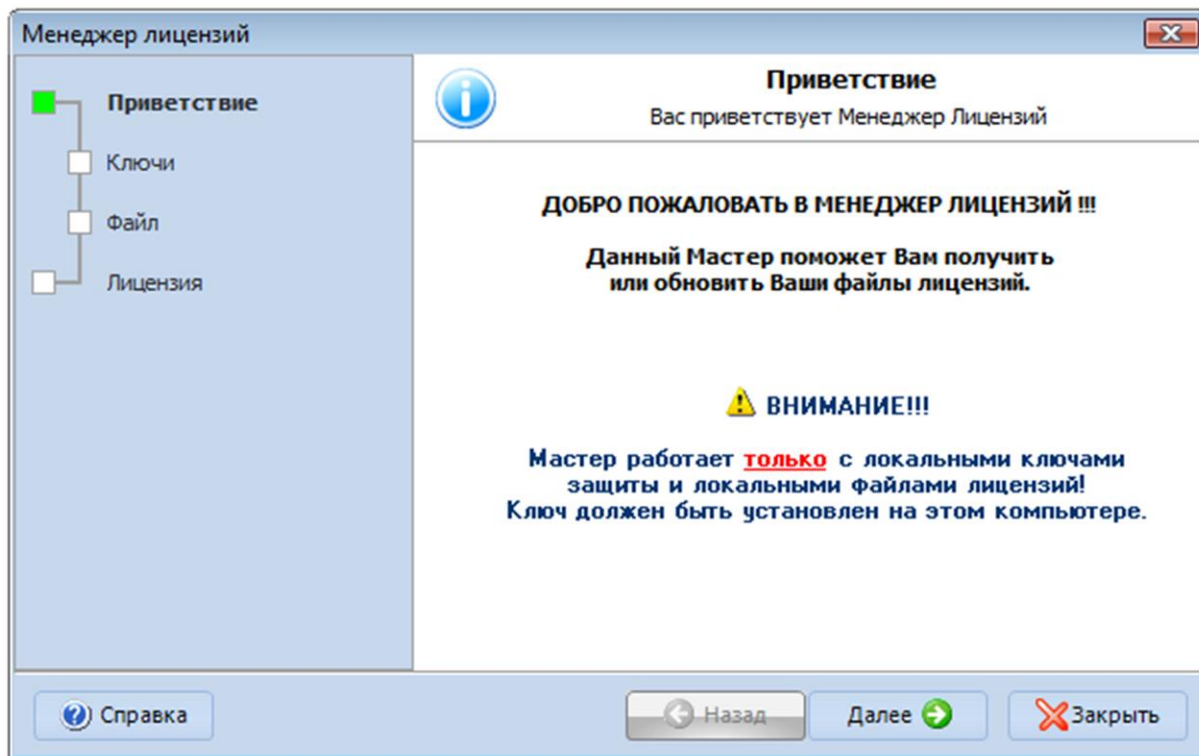 Менеджер лицензий
Приветствие
Ключи
Файл
Лицензия
Приветствие
Вас приветствует Менеджер Лицензий
ДОБРО ПОЖАЛОВАТЬ В МЕНЕДЖЕР ЛИЦЕНЗИЙ !!!
Данный Мастер поможет Вам получить
или обновить Ваши файлы лицензий.
ВНИМАНИЕ!!!
Мастер работает только с локальными ключами
защиты и локальными файлами лицензий!
Ключ должен быть установлен на этом компьютере.
Справка
Назад
Далее
Закрыть